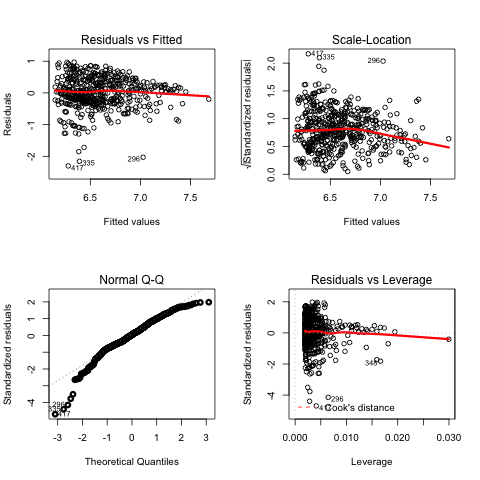 Residuals vs Fitted
Residuals
1
0
-1
-2
417
335
296
6.5 7.0 7.5
Fitted values
Scale-Location
√|Standardized residuals|
2.0
1.5
1.0
0.5
0.0
417
335
296
6.5 7.0 7.5
Fitted values
Normal Q-Q
Standardized residuals
2
0
-2
-4
296
335
417
-3 -2 -1 0 1 2 3
Theoretical Quantiles
Residuals vs Leverage
Standardized residuals
2
0
-2
-4
346
296
Cook's distance
0.000 0.010 0.020 0.030
Leverage